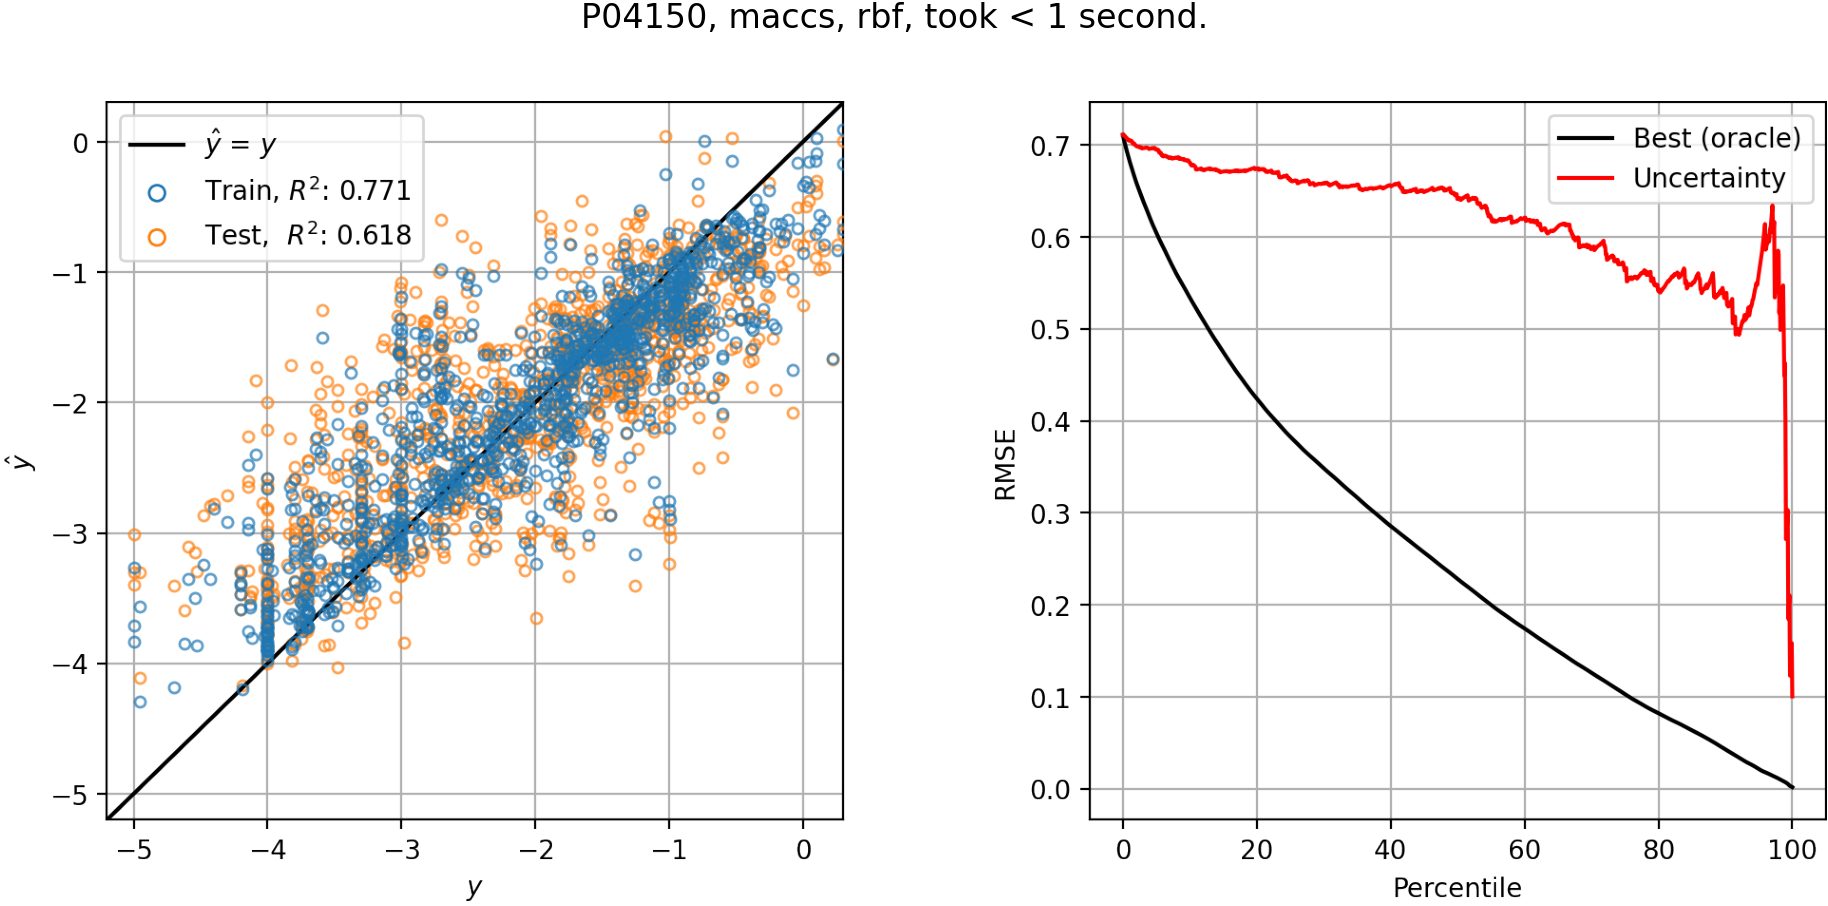 P04150, maccs, rbf, took < 1 second.
ŷ = y
Train, R²: 0.771
Test, R²: 0.618
0
−1
−2
−3
−4
−5
ŷ
−5 −4 −3 −2 −1 0
y
Best (oracle)
Uncertainty
0.7
0.6
0.5
0.4
0.3
0.2
0.1
0.0
RMSE
0 20 40 60 80 100
Percentile